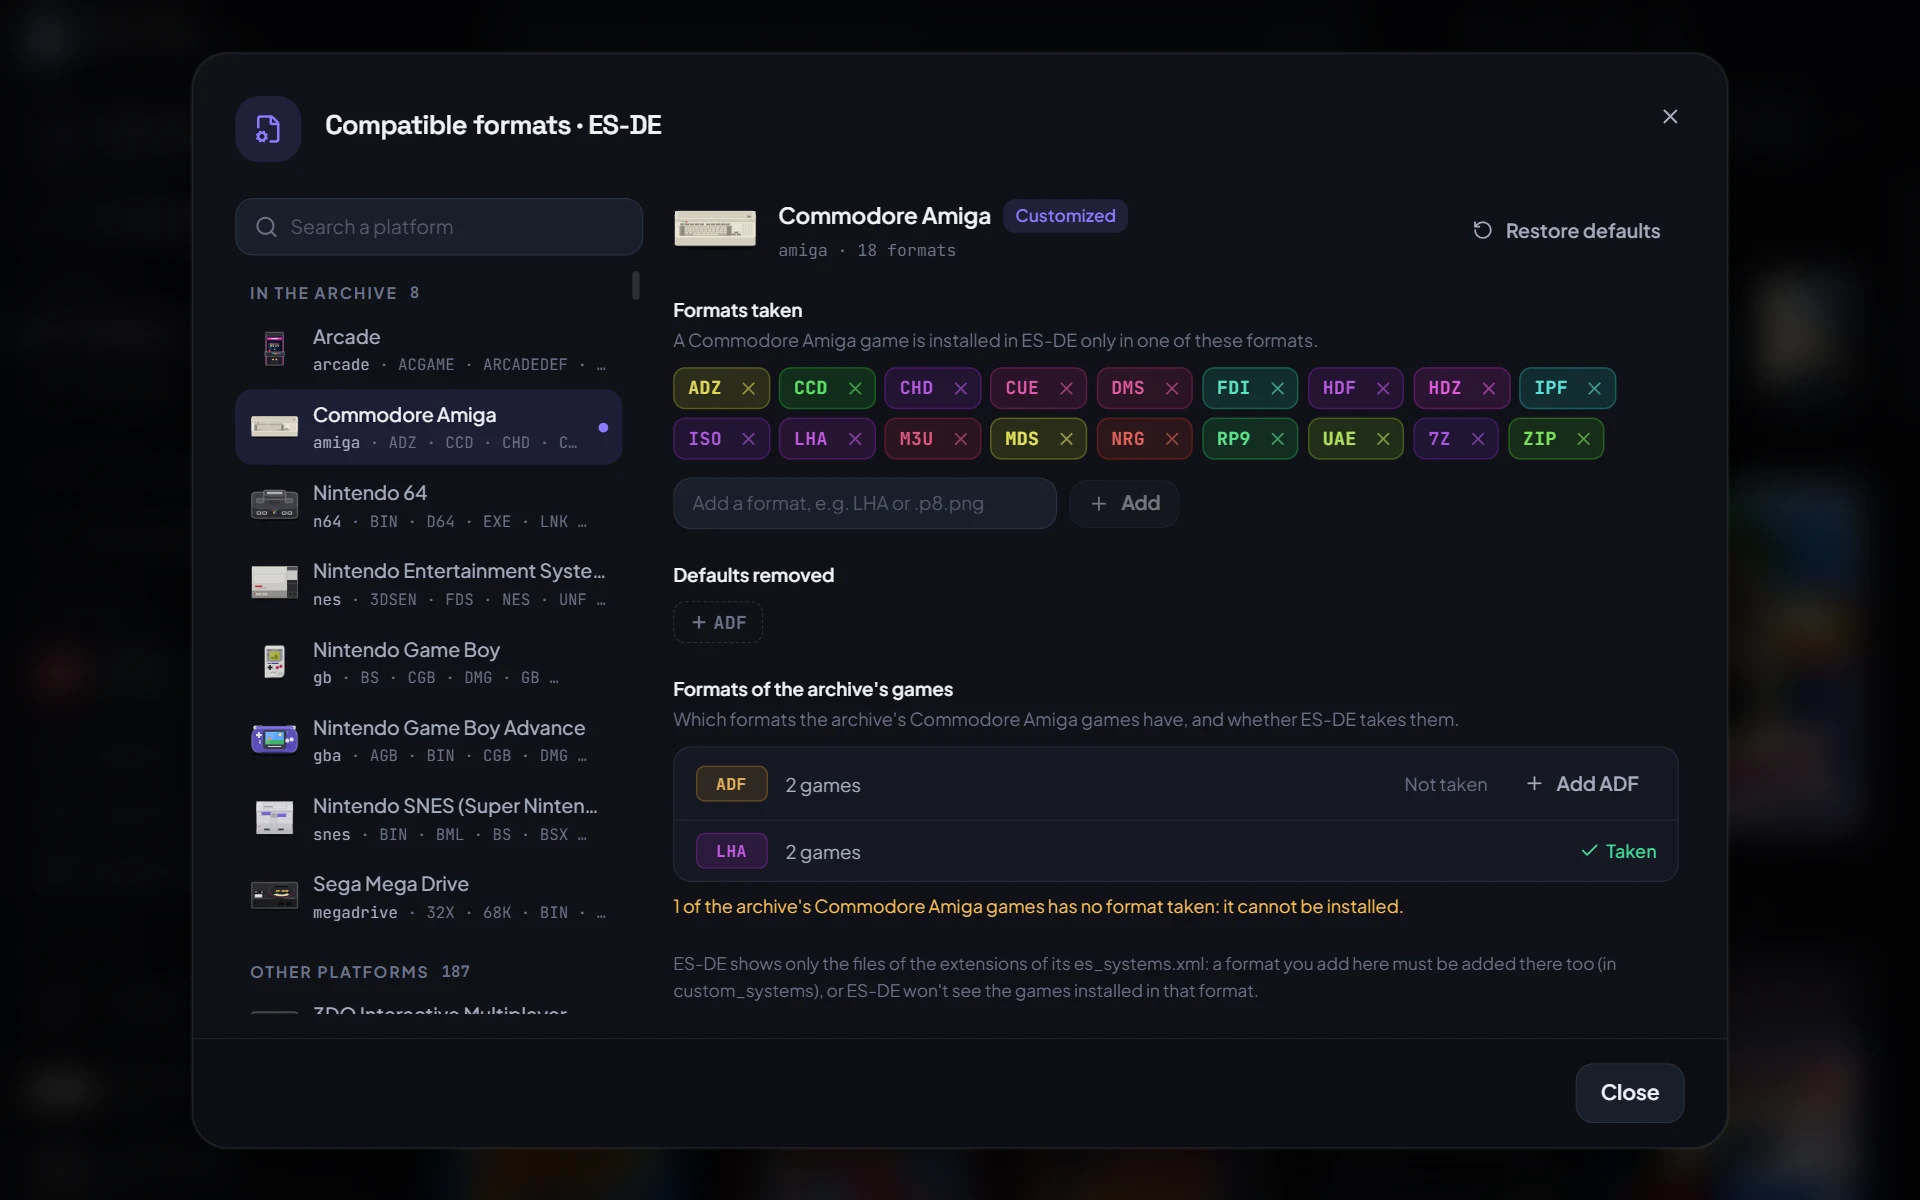 Compatible formats · ES-DE
Search a platform
IN THE ARCHIVE 8
Arcade
arcade · ACGAME · ARCADEDEF · …
Commodore Amiga
amiga · ADZ · CCD · CHD · C…
Nintendo 64
n64 · BIN · D64 · EXE · LNK …
Nintendo Entertainment Syste…
nes · 3DSEN · FDS · NES · UNF …
Nintendo Game Boy
gb · BS · CGB · DMG · GB …
Nintendo Game Boy Advance
gba · AGB · BIN · CGB · DMG …
Nintendo SNES (Super Ninten…
snes · BIN · BML · BS · BSX …
Sega Mega Drive
megadrive · 32X · 68K · BIN · …
OTHER PLATFORMS 187
3DO Interactive Multiplayer
Commodore Amiga Customized
amiga · 18 formats
Restore defaults
Formats taken
A Commodore Amiga game is installed in ES-DE only in one of these formats.
ADZ CCD CHD CUE DMS FDI HDF HDZ IPF
ISO LHA M3U MDS NRG RP9 UAE 7Z ZIP
Add a format, e.g. LHA or .p8.png
+ Add
Defaults removed
+ ADF
Formats of the archive's games
Which formats the archive's Commodore Amiga games have, and whether ES-DE takes them.
ADF 2 games Not taken + Add ADF
LHA 2 games Taken
1 of the archive's Commodore Amiga games has no format taken: it cannot be installed.
ES-DE shows only the files of the extensions of its es_systems.xml: a format you add here must be added there too (in
custom_systems), or ES-DE won't see the games installed in that format.
Close